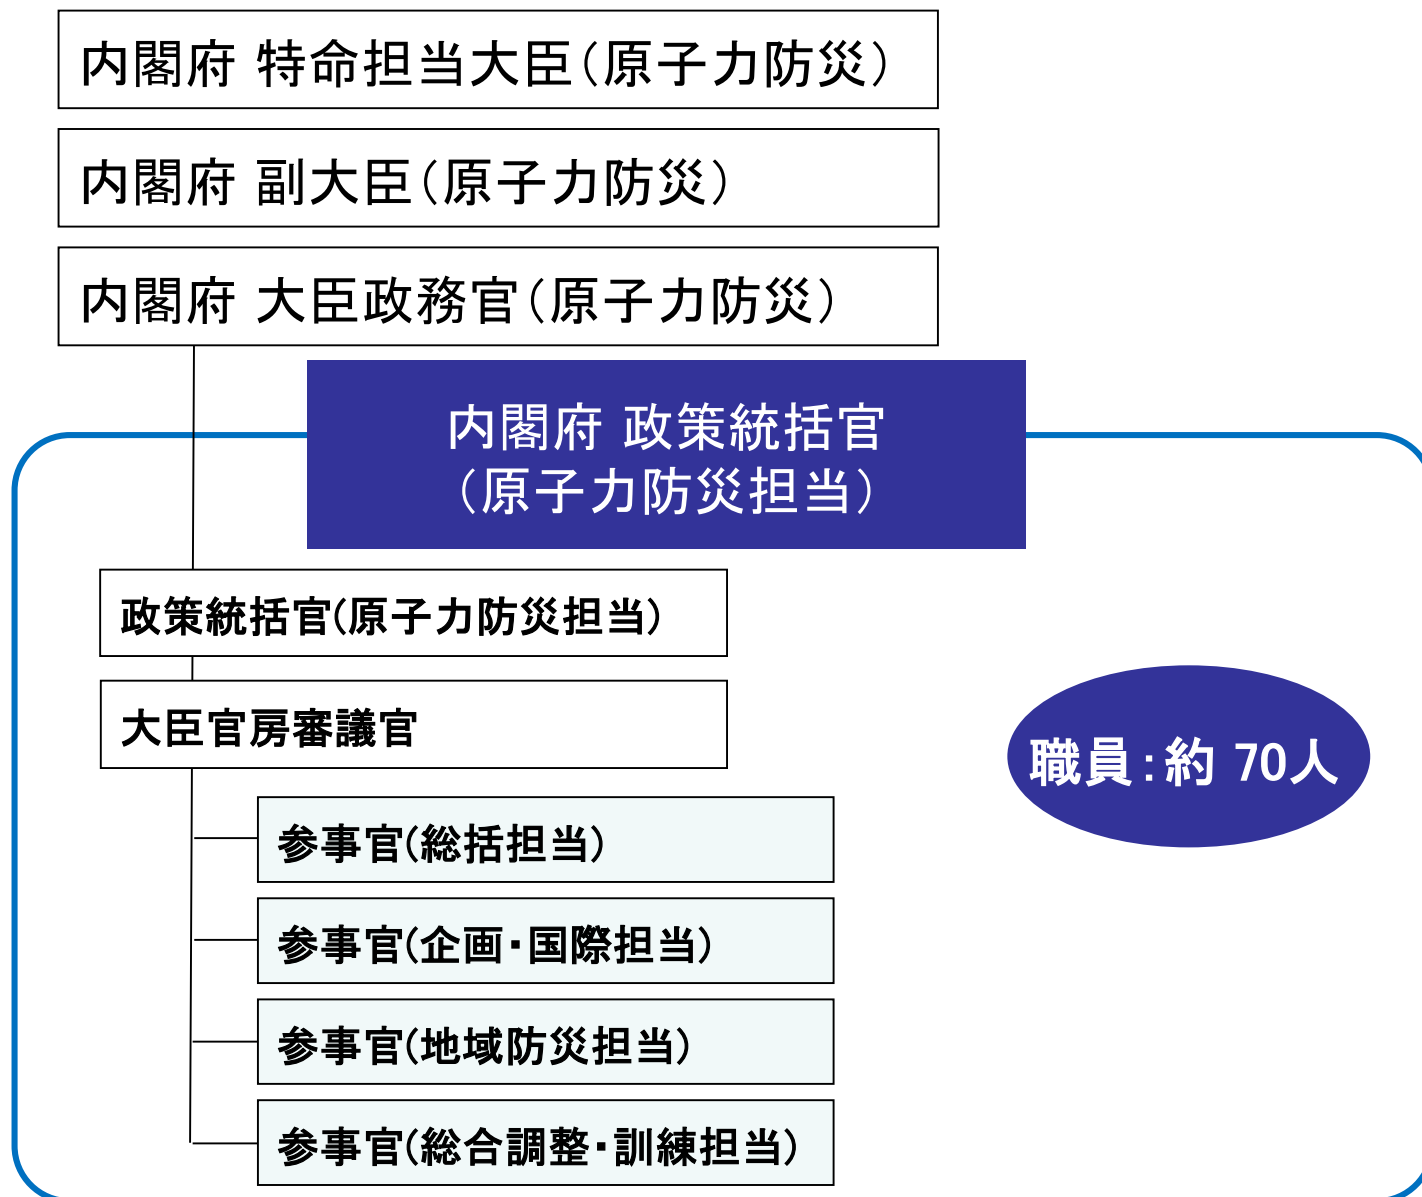 内閣府 特命担当大臣（原子力防災）
内閣府 副大臣（原子力防災）
内閣府 大臣政務官（原子力防災）
内閣府 政策統括官
（原子力防災担当）
政策統括官(原子力防災担当)
大臣官房審議官
職員：約 70人
参事官(総括担当)
参事官(企画・国際担当)
参事官(地域防災担当)
参事官(総合調整・訓練担当)